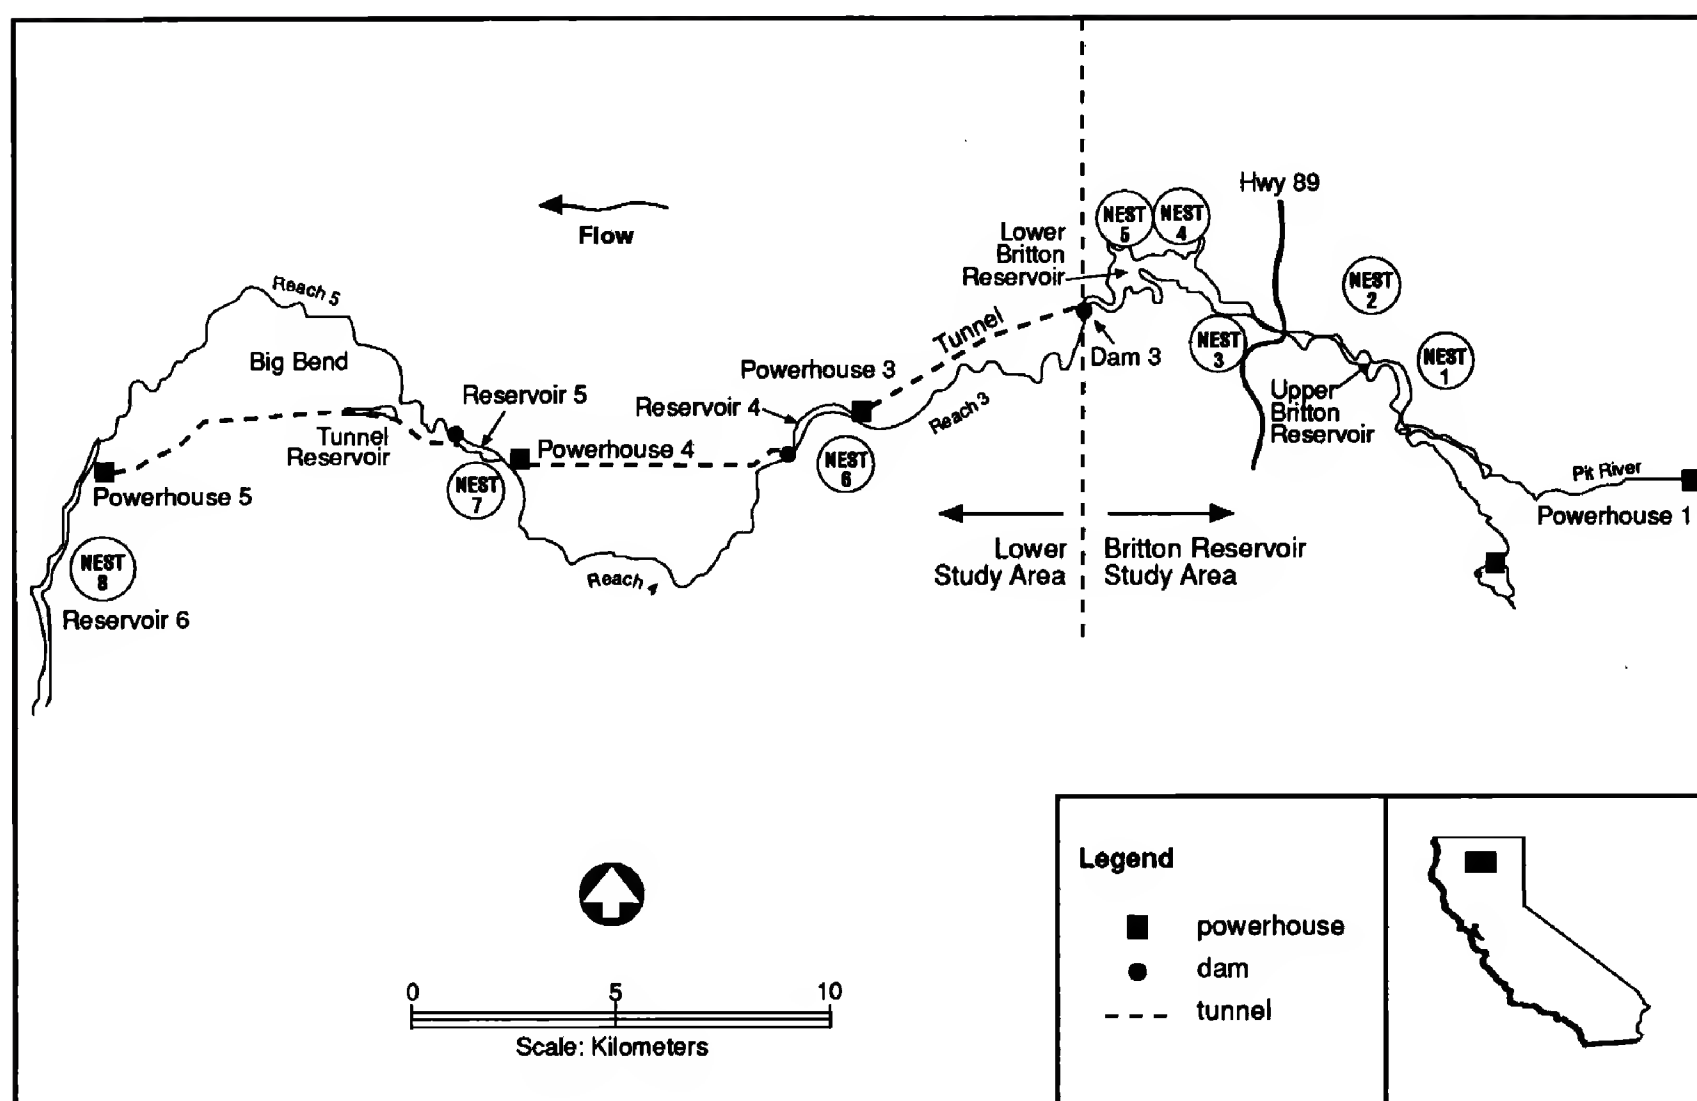 Hwy 89
NEST
5
NEST
4
Lower
Britton
Reservoir
Flow
NEST
2
Reach 5
Tunnel
NEST
3
Dam 3
NEST
1
Big Bend
Powerhouse 3
Reservoir 5
Reservoir 4
Reach 3
Upper
Britton
Reservoir
Tunnel
Reservoir
Powerhouse 4
NEST
6
Pit River
NEST
7
Powerhouse 5
Powerhouse 1
NEST
8
Lower
Study Area
Britton Reservoir
Study Area
Reach 4
Reservoir 6
Legend
powerhouse
dam
tunnel
0 5 10
Scale: Kilometers